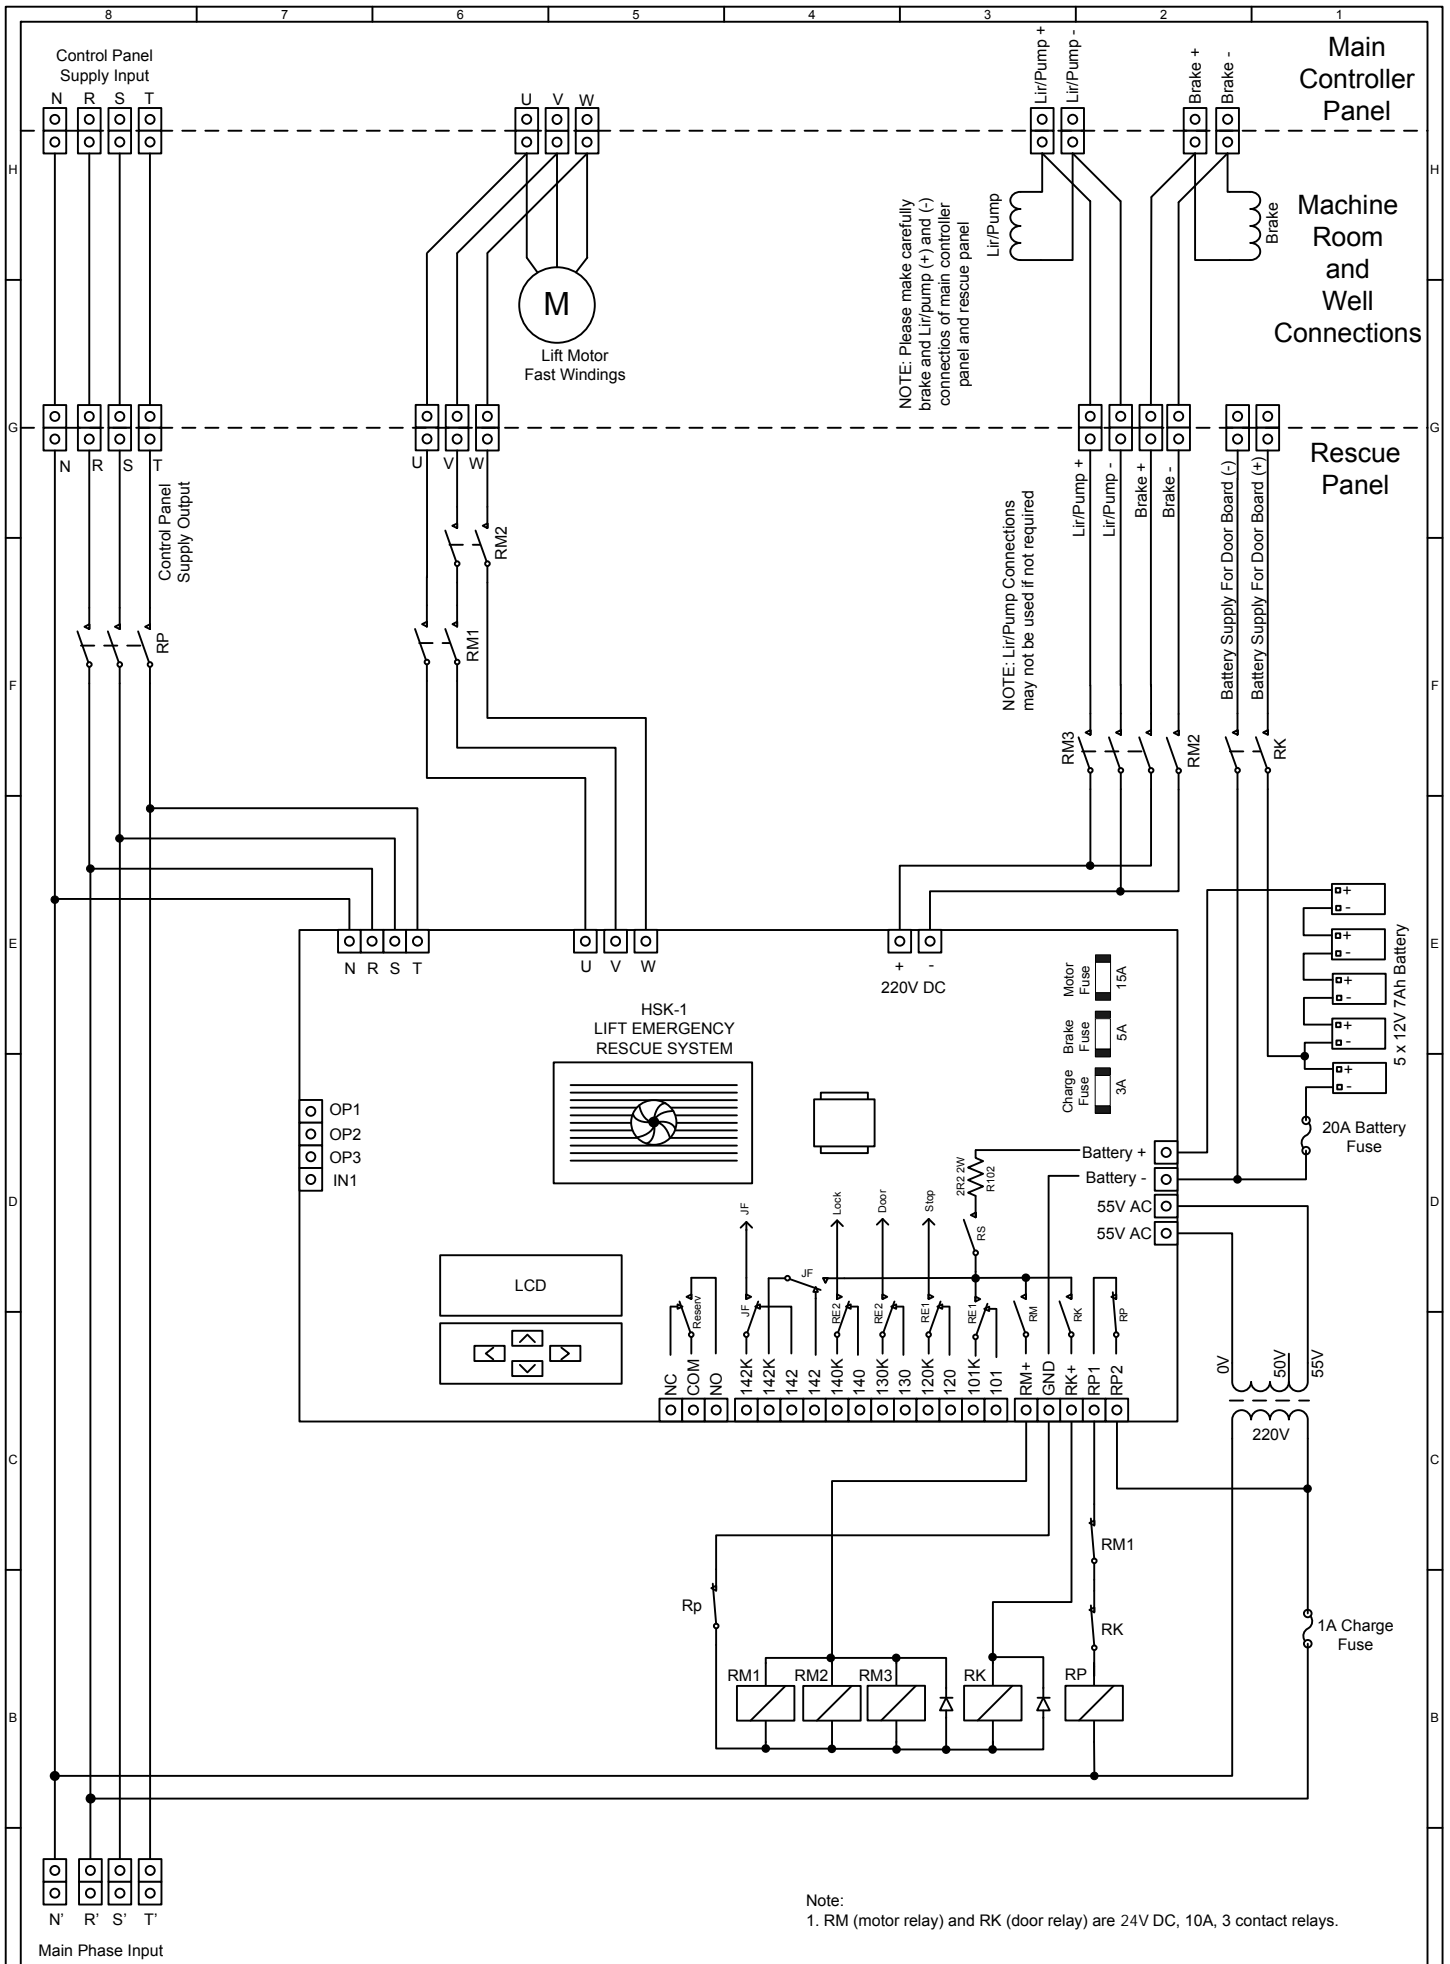 8 7 6 5 4 3 2 1
Control Panel
Supply Input
N R S T
U V W
Lir/Pump +
Lir/Pump -
Brake +
Brake -
Main
Controller
Panel
H H
NOTE: Please make carefully
brake and Lir/pump (+) and (-)
connectios of main controller
panel and rescue panel
Lir/Pump
Brake
Machine
Room
and
Well
Connections
M
Lift Motor
Fast Windings
G G
N R S T
Control Panel
Supply Output
U V W
Lir/Pump +
Lir/Pump -
Brake +
Brake -
Battery Supply For Door Board (-)
Battery Supply For Door Board (+)
Rescue
Panel
NOTE: Lir/Pump Connections
may not be used if not required
RM2
RP
RM1
F F
RM3
RM2
RK
E E
N R S T
U V W
+ -
220V DC
HSK-1
LIFT EMERGENCY
RESCUE SYSTEM
Motor
Fuse
15A
Brake
Fuse
5A
Charge
Fuse
3A
+
-
+
-
+
-
+
-
+
-
5 x 12V 7Ah Battery
20A Battery
Fuse
OP1
OP2
OP3
IN1
D D
Battery +
Battery -
55V AC
55V AC
2R2 2W
R102
RS
JF
Lock
Door
Stop
LCD
Reserv
JF
JF
RE2
RE2
RE1
RE1
RM
RK
RP
NC
COM
NO
142K
142K
142
142
140K
140
130K
130
120K
120
101K
101
RM+
GND
RK+
RP1
RP2
0V
50V
55V
220V
C C
RM1
Rp
RK
1A Charge
Fuse
RM1 RM2 RM3 RK RP
B B
N' R' S' T'
Main Phase Input
Note:
1. RM (motor relay) and RK (door relay) are 24V DC, 10A, 3 contact relays.